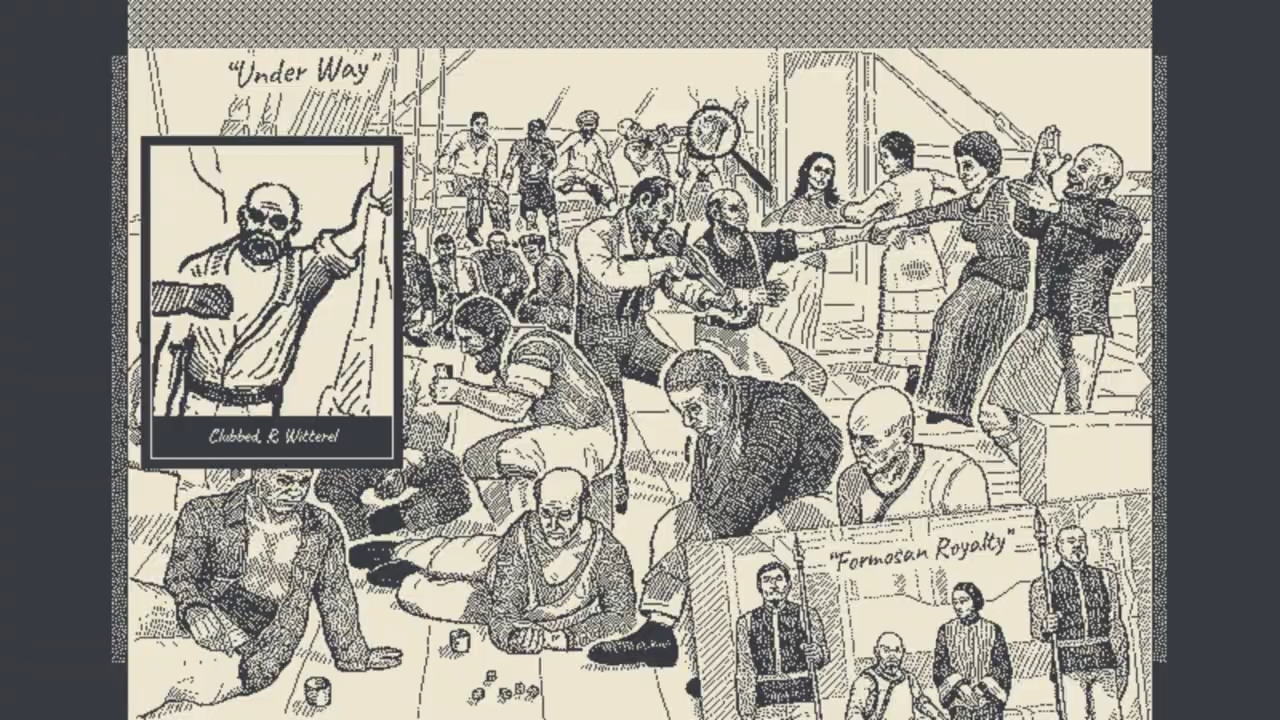 “Under Way”
Clubbed, R. Witterel
“Formosan Royalty”